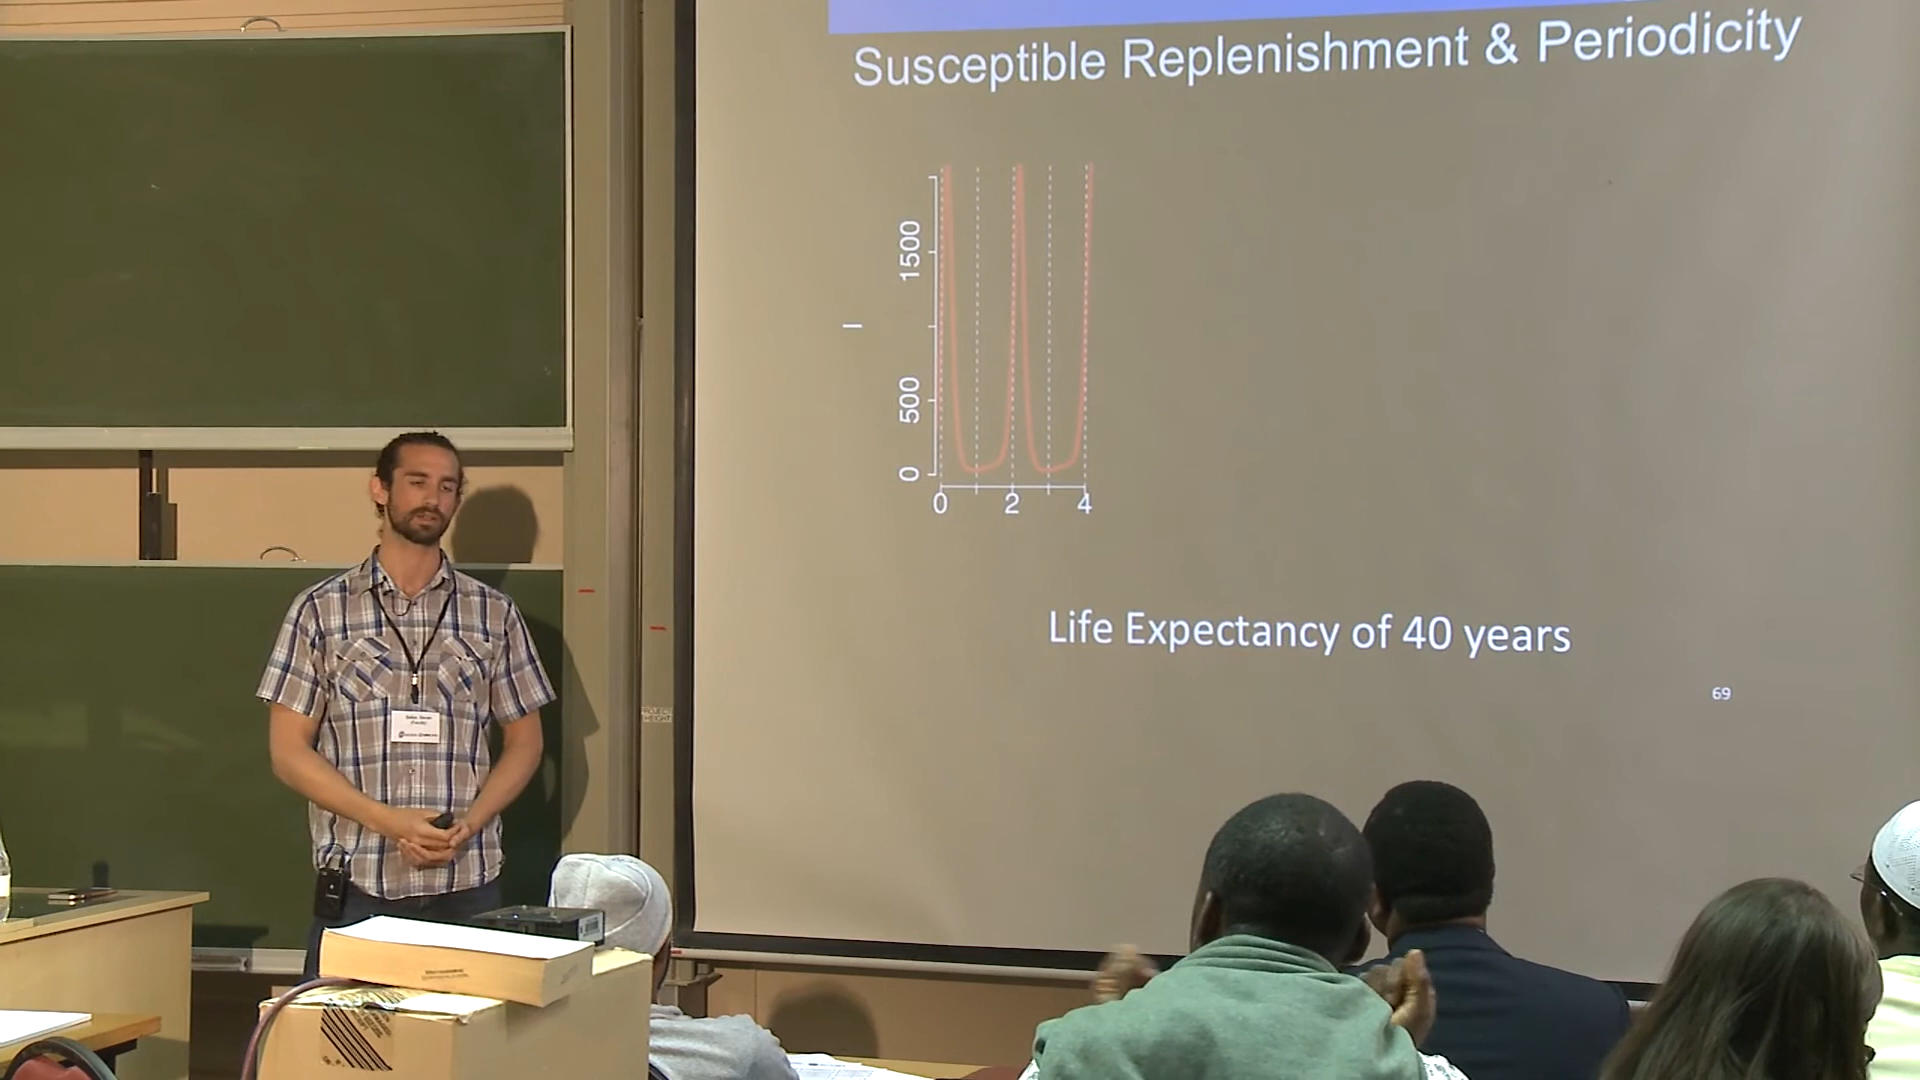 Susceptible Replenishment & Periodicity
1500
I
500
0
0 2 4
Life Expectancy of 40 years
69